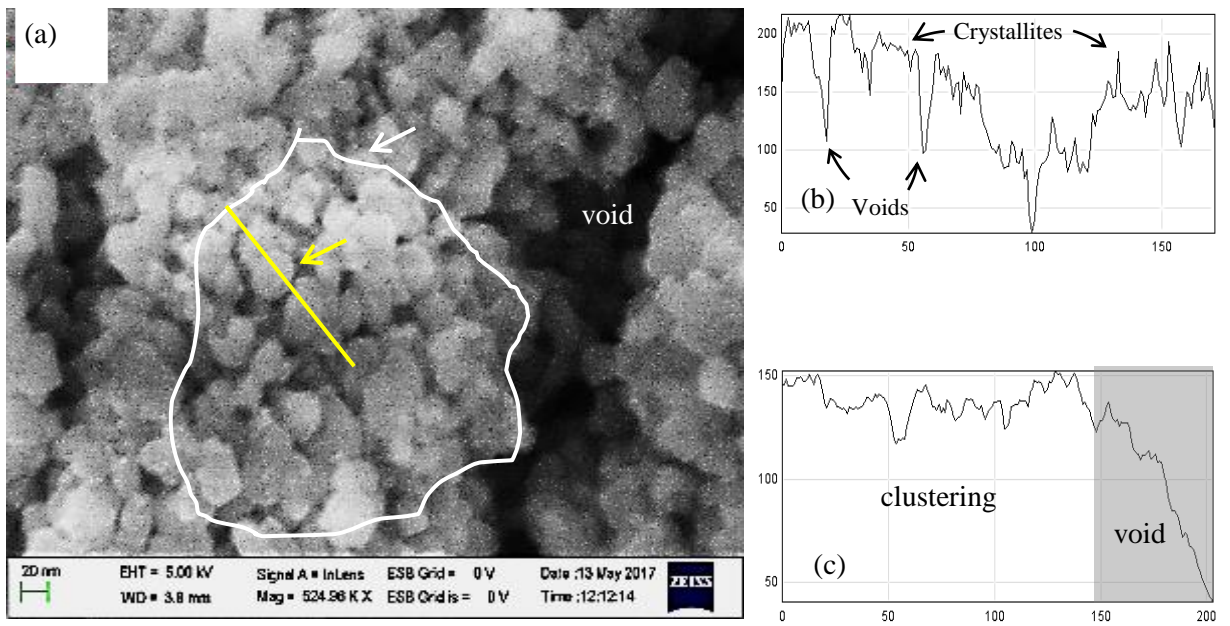 (a)
void
20 nm
EHT = 5.00 kV
WD = 3.8 mm
Signal A = InLens
Mag = 524.96 K X
ESB Grid = 0 V
ESB Grid is = 0 V
Date :13 May 2017
Time :12:12:14
ZEISS
200
150
100
50
0
50
100
150
Crystallites
Voids
(b)
150
100
50
0
50
100
150
200
clustering
void
(c)